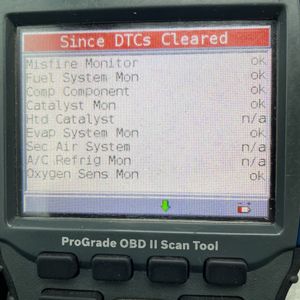 Since DTCs Cleared
Misfire Monitor ok
Fuel System Mon ok
Comp Component ok
Catalyst Mon ok
Htd Catalyst n/a
Evap System Mon ok
Sec Air System n/a
A/C Refrig Mon n/a
Oxygen Sens Mon ok
ProGrade OBD II Scan Tool